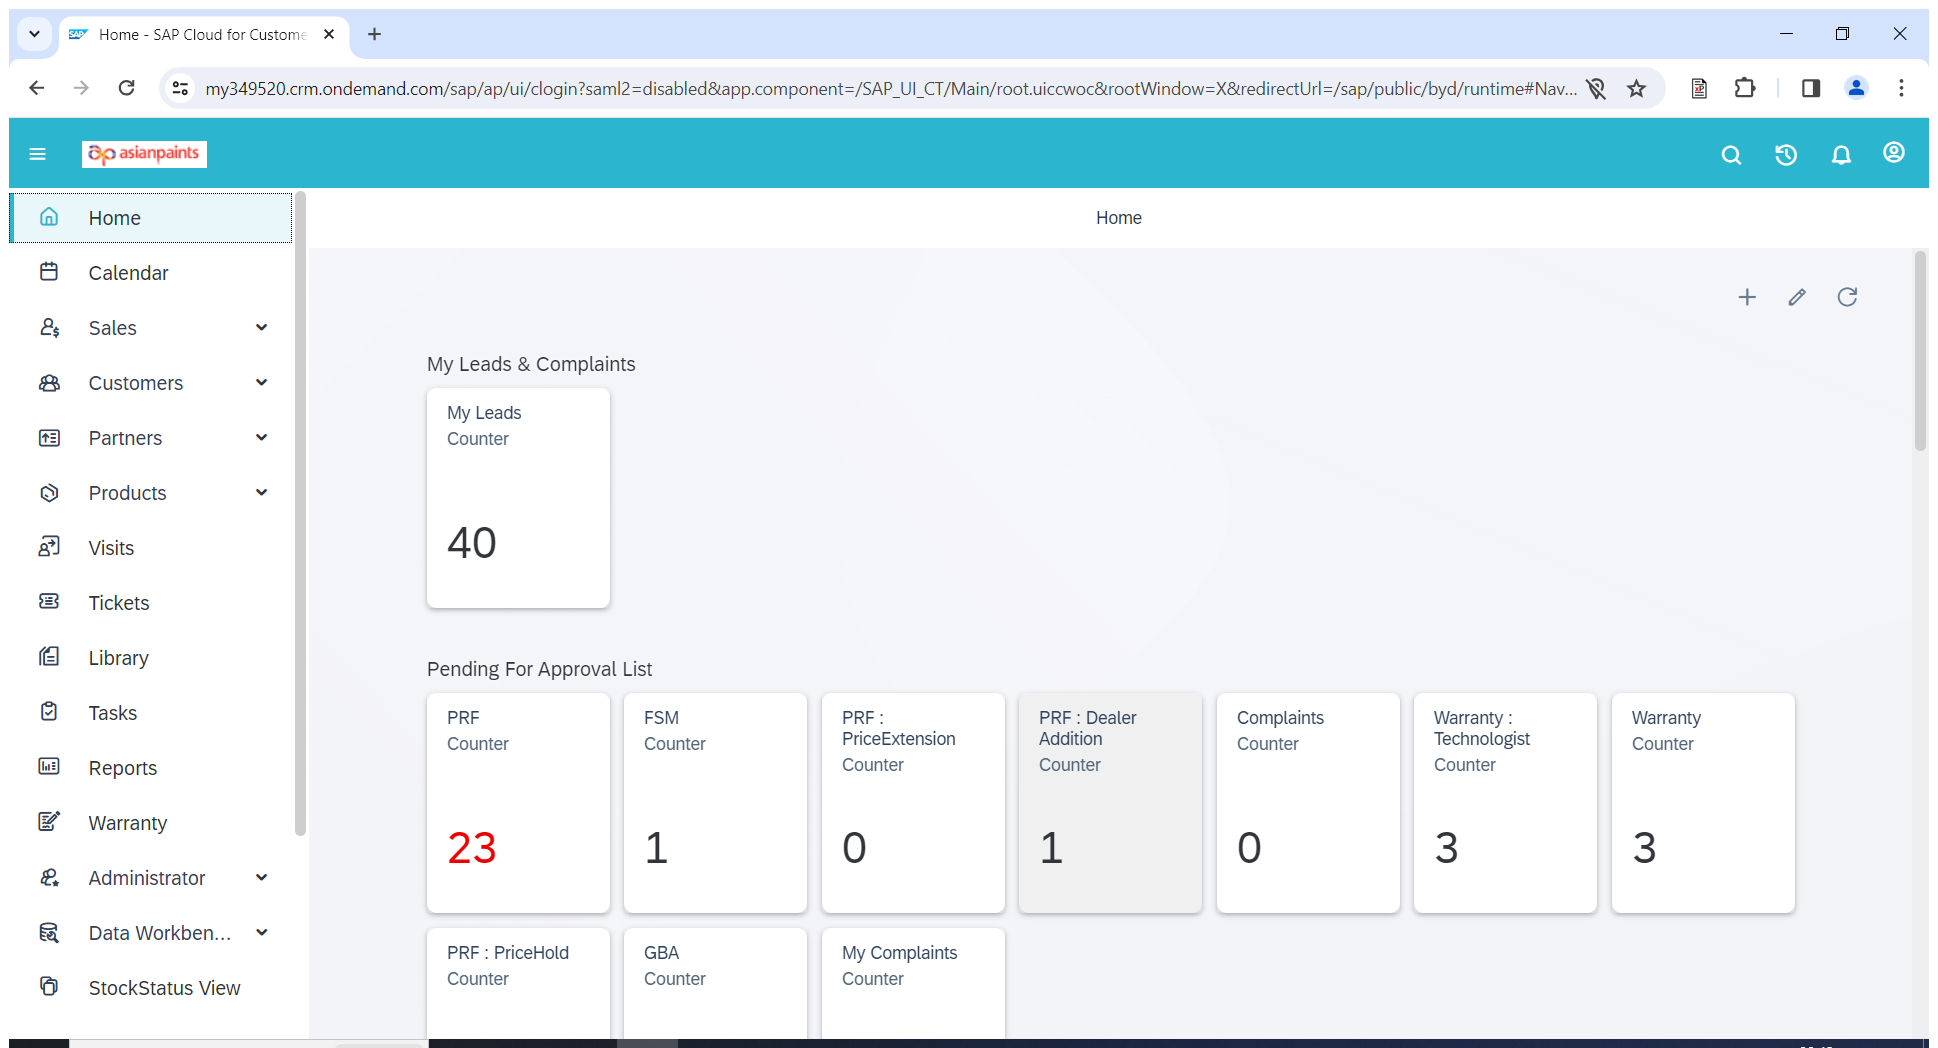 Home - SAP Cloud for Custome
my349520.crm.ondemand.com/sap/ap/ui/clogin?saml2=disabled&app.component=/SAP_UI_CT/Main/root.uiccwoc&rootWindow=X&redirectUrl=/sap/public/byd/runtime#Nav...
asianpaints
Home
Calendar
Sales
Customers
Partners
Products
Visits
Tickets
Library
Tasks
Reports
Warranty
Administrator
Data Workben...
StockStatus View
Home
My Leads & Complaints
My Leads
Counter
40
Pending For Approval List
PRF
Counter
23
FSM
Counter
1
PRF :
PriceExtension
Counter
0
PRF : Dealer
Addition
Counter
1
Complaints
Counter
0
Warranty :
Technologist
Counter
3
Warranty
Counter
3
PRF : PriceHold
Counter
GBA
Counter
My Complaints
Counter